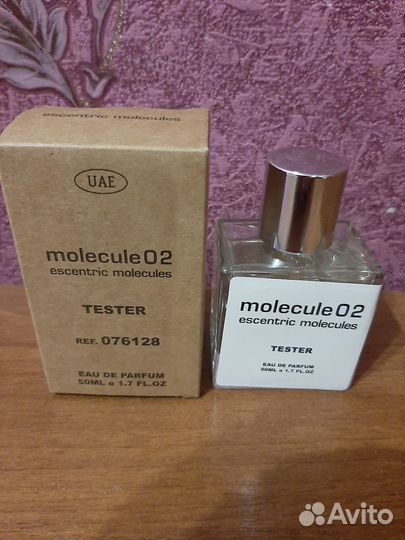 escentric molecules
UAE
molecule 02
escentric molecules
TESTER
REF. 076128
EAU DE PARFUM
50ML e 1.7 FL.OZ
molecule 02
escentric molecules
TESTER
EAU DE PARFUM
50ML e 1.7 FL.OZ
Avito